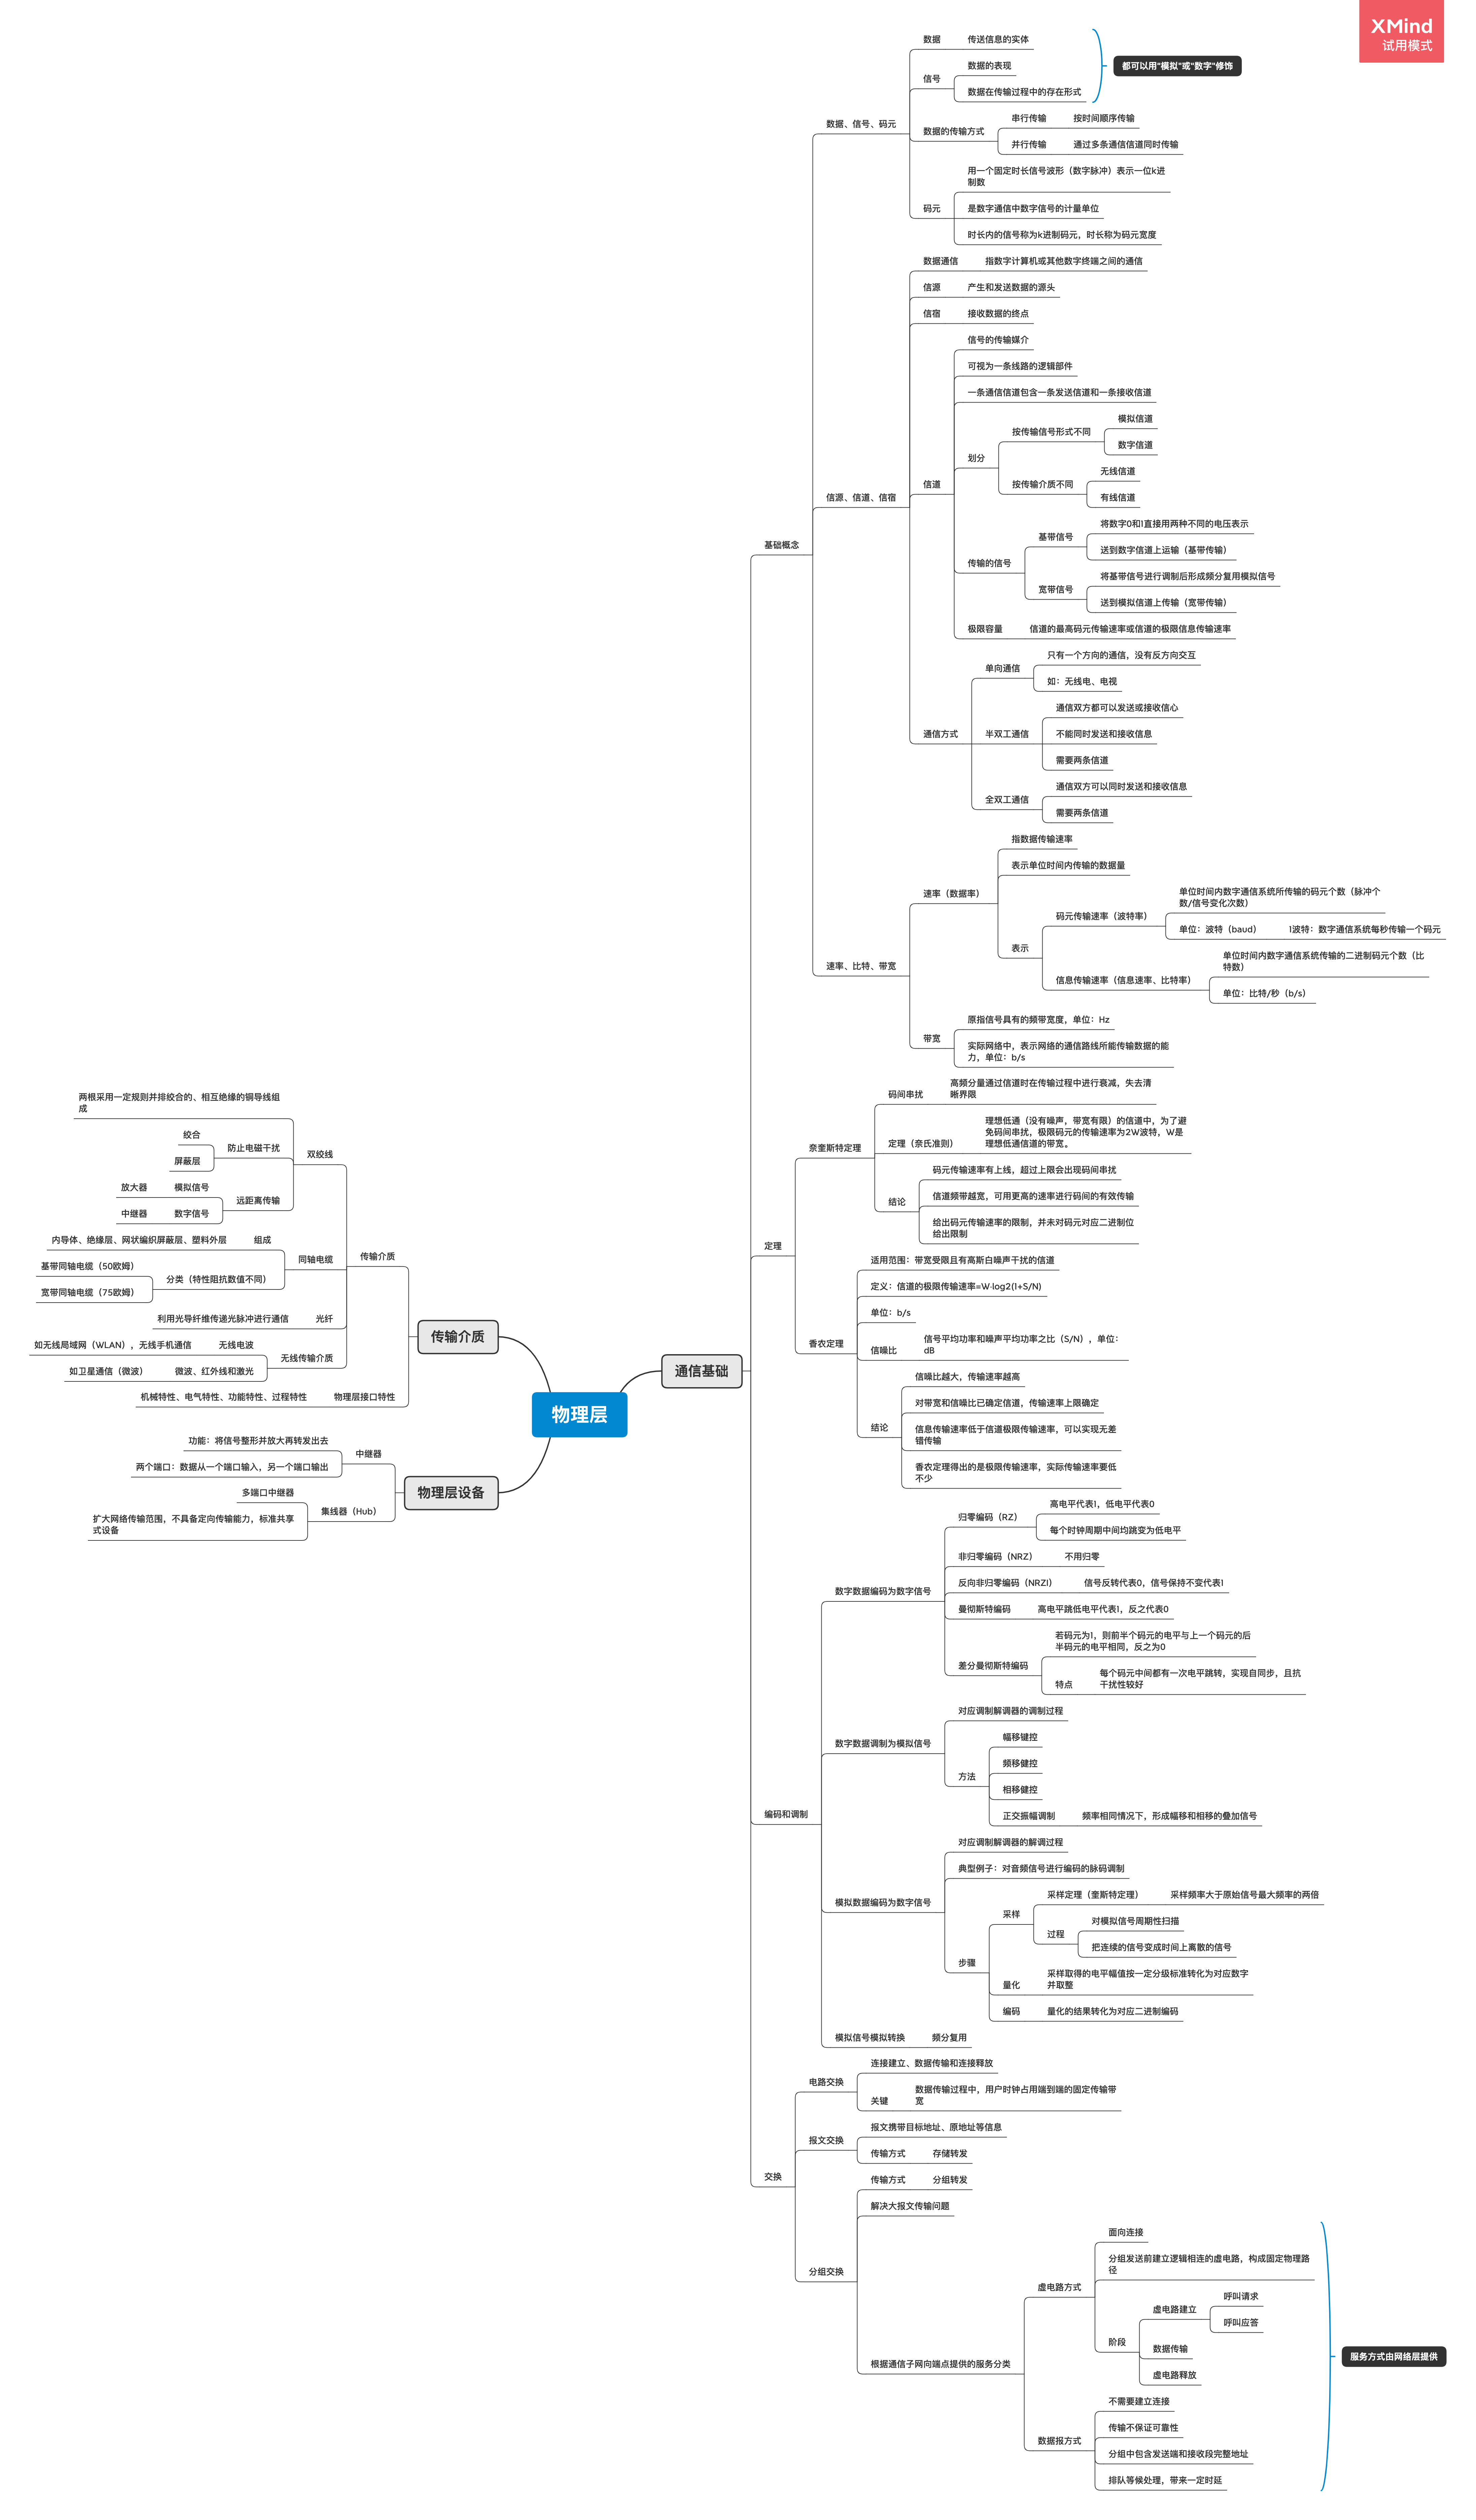 XMind
试用模式
物理层
通信基础
基础概念
数据、信号、码元
数据
传送信息的实体
信号
数据的表现
数据在传输过程中的存在形式
都可以用"模拟"或"数字"修饰
数据的传输方式
串行传输
按时间顺序传输
并行传输
通过多条通信信道同时传输
码元
用一个固定时长信号波形（数字脉冲）表示一位k进
制数
是数字通信中数字信号的计量单位
时长内的信号称为k进制码元，时长称为码元宽度
信源、信道、信宿
数据通信
指数字计算机或其他数字终端之间的通信
信源
产生和发送数据的源头
信宿
接收数据的终点
信道
信号的传输媒介
可视为一条线路的逻辑部件
一条通信信道包含一条发送信道和一条接收信道
划分
按传输信号形式不同
模拟信道
数字信道
按传输介质不同
无线信道
有线信道
传输的信号
基带信号
将数字0和1直接用两种不同的电压表示
送到数字信道上运输（基带传输）
宽带信号
将基带信号进行调制后形成频分复用模拟信号
送到模拟信道上传输（宽带传输）
极限容量
信道的最高码元传输速率或信道的极限信息传输速率
通信方式
单向通信
只有一个方向的通信，没有反方向交互
如：无线电、电视
半双工通信
通信双方都可以发送或接收信心
不能同时发送和接收信息
需要两条信道
全双工通信
通信双方可以同时发送和接收信息
需要两条信道
速率、比特、带宽
速率（数据率）
指数据传输速率
表示单位时间内传输的数据量
表示
码元传输速率（波特率）
单位时间内数字通信系统所传输的码元个数（脉冲个
数/信号变化次数）
单位：波特（baud）
1波特：数字通信系统每秒传输一个码元
信息传输速率（信息速率、比特率）
单位时间内数字通信系统传输的二进制码元个数（比
特数）
单位：比特/秒（b/s）
带宽
原指信号具有的频带宽度，单位：Hz
实际网络中，表示网络的通信路线所能传输数据的能
力，单位：b/s
定理
奈奎斯特定理
码间串扰
高频分量通过信道时在传输过程中进行衰减，失去清
晰界限
定理（奈氏准则）
理想低通（没有噪声，带宽有限）的信道中，为了避
免码间串扰，极限码元的传输速率为2W波特，W是
理想低通信道的带宽。
结论
码元传输速率有上线，超过上限会出现码间串扰
信道频带越宽，可用更高的速率进行码间的有效传输
给出码元传输速率的限制，并未对码元对应二进制位
给出限制
香农定理
适用范围：带宽受限且有高斯白噪声干扰的信道
定义：信道的极限传输速率=W·log2(1+S/N)
单位：b/s
信噪比
信号平均功率和噪声平均功率之比（S/N），单位：
dB
结论
信噪比越大，传输速率越高
对带宽和信噪比已确定信道，传输速率上限确定
信息传输速率低于信道极限传输速率，可以实现无差
错传输
香农定理得出的是极限传输速率，实际传输速率要低
不少
编码和调制
数字数据编码为数字信号
归零编码（RZ）
高电平代表1，低电平代表0
每个时钟周期中间均跳变为低电平
非归零编码（NRZ）
不用归零
反向非归零编码（NRZI）
信号反转代表0，信号保持不变代表1
曼彻斯特编码
高电平跳低电平代表1，反之代表0
差分曼彻斯特编码
若码元为1，则前半个码元的电平与上一个码元的后
半码元的电平相同，反之为0
特点
每个码元中间都有一次电平跳转，实现自同步，且抗
干扰性较好
数字数据调制为模拟信号
对应调制解调器的调制过程
方法
幅移键控
频移健控
相移健控
正交振幅调制
频率相同情况下，形成幅移和相移的叠加信号
模拟数据编码为数字信号
对应调制解调器的解调过程
典型例子：对音频信号进行编码的脉码调制
步骤
采样
采样定理（奎斯特定理）
采样频率大于原始信号最大频率的两倍
过程
对模拟信号周期性扫描
把连续的信号变成时间上离散的信号
量化
采样取得的电平幅值按一定分级标准转化为对应数字
并取整
编码
量化的结果转化为对应二进制编码
模拟信号模拟转换
频分复用
交换
电路交换
连接建立、数据传输和连接释放
关键
数据传输过程中，用户时钟占用端到端的固定传输带
宽
报文交换
报文携带目标地址、原地址等信息
传输方式
存储转发
分组交换
传输方式
分组转发
解决大报文传输问题
根据通信子网向端点提供的服务分类
虚电路方式
面向连接
分组发送前建立逻辑相连的虚电路，构成固定物理路
径
阶段
虚电路建立
呼叫请求
呼叫应答
数据传输
虚电路释放
数据报方式
不需要建立连接
传输不保证可靠性
分组中包含发送端和接收段完整地址
排队等候处理，带来一定时延
服务方式由网络层提供
传输介质
传输介质
双绞线
两根采用一定规则并排绞合的、相互绝缘的铜导线组
成
防止电磁干扰
绞合
屏蔽层
远距离传输
模拟信号
放大器
数字信号
中继器
同轴电缆
组成
内导体、绝缘层、网状编织屏蔽层、塑料外层
分类（特性阻抗数值不同）
基带同轴电缆（50欧姆）
宽带同轴电缆（75欧姆）
光纤
利用光导纤维传递光脉冲进行通信
无线传输介质
无线电波
如无线局域网（WLAN），无线手机通信
微波、红外线和激光
如卫星通信（微波）
物理层接口特性
机械特性、电气特性、功能特性、过程特性
物理层设备
中继器
功能：将信号整形并放大再转发出去
两个端口：数据从一个端口输入，另一个端口输出
集线器（Hub）
多端口中继器
扩大网络传输范围，不具备定向传输能力，标准共享
式设备